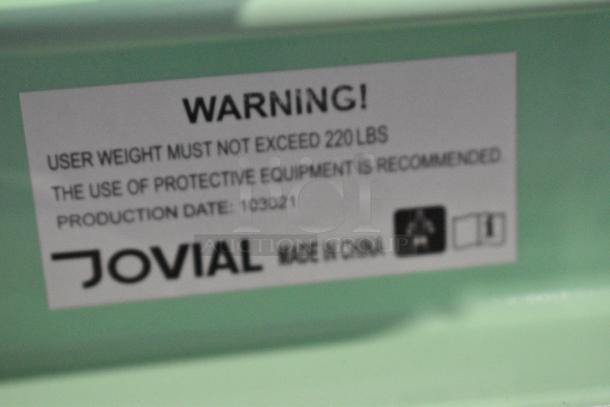 WARNiNG!
USER WEIGHT MUST NOT EXCEED 220 LBS
THE USE OF PROTECTIVE EQUIPMENT IS RECOMMENDED
PRODUCTION DATE: 103021
JOVIAL MADE IN CHINA